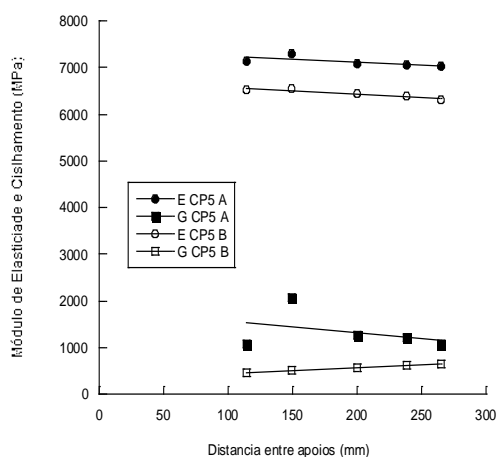 8000
7000
6000
5000
4000
3000
2000
1000
0
Módulo de Elasticiade e Cislhamento (MPa)
E CP5 A
G CP5 A
E CP5 B
G CP5 B
0 50 100 150 200 250 300
Distancia entre apoios (mm)